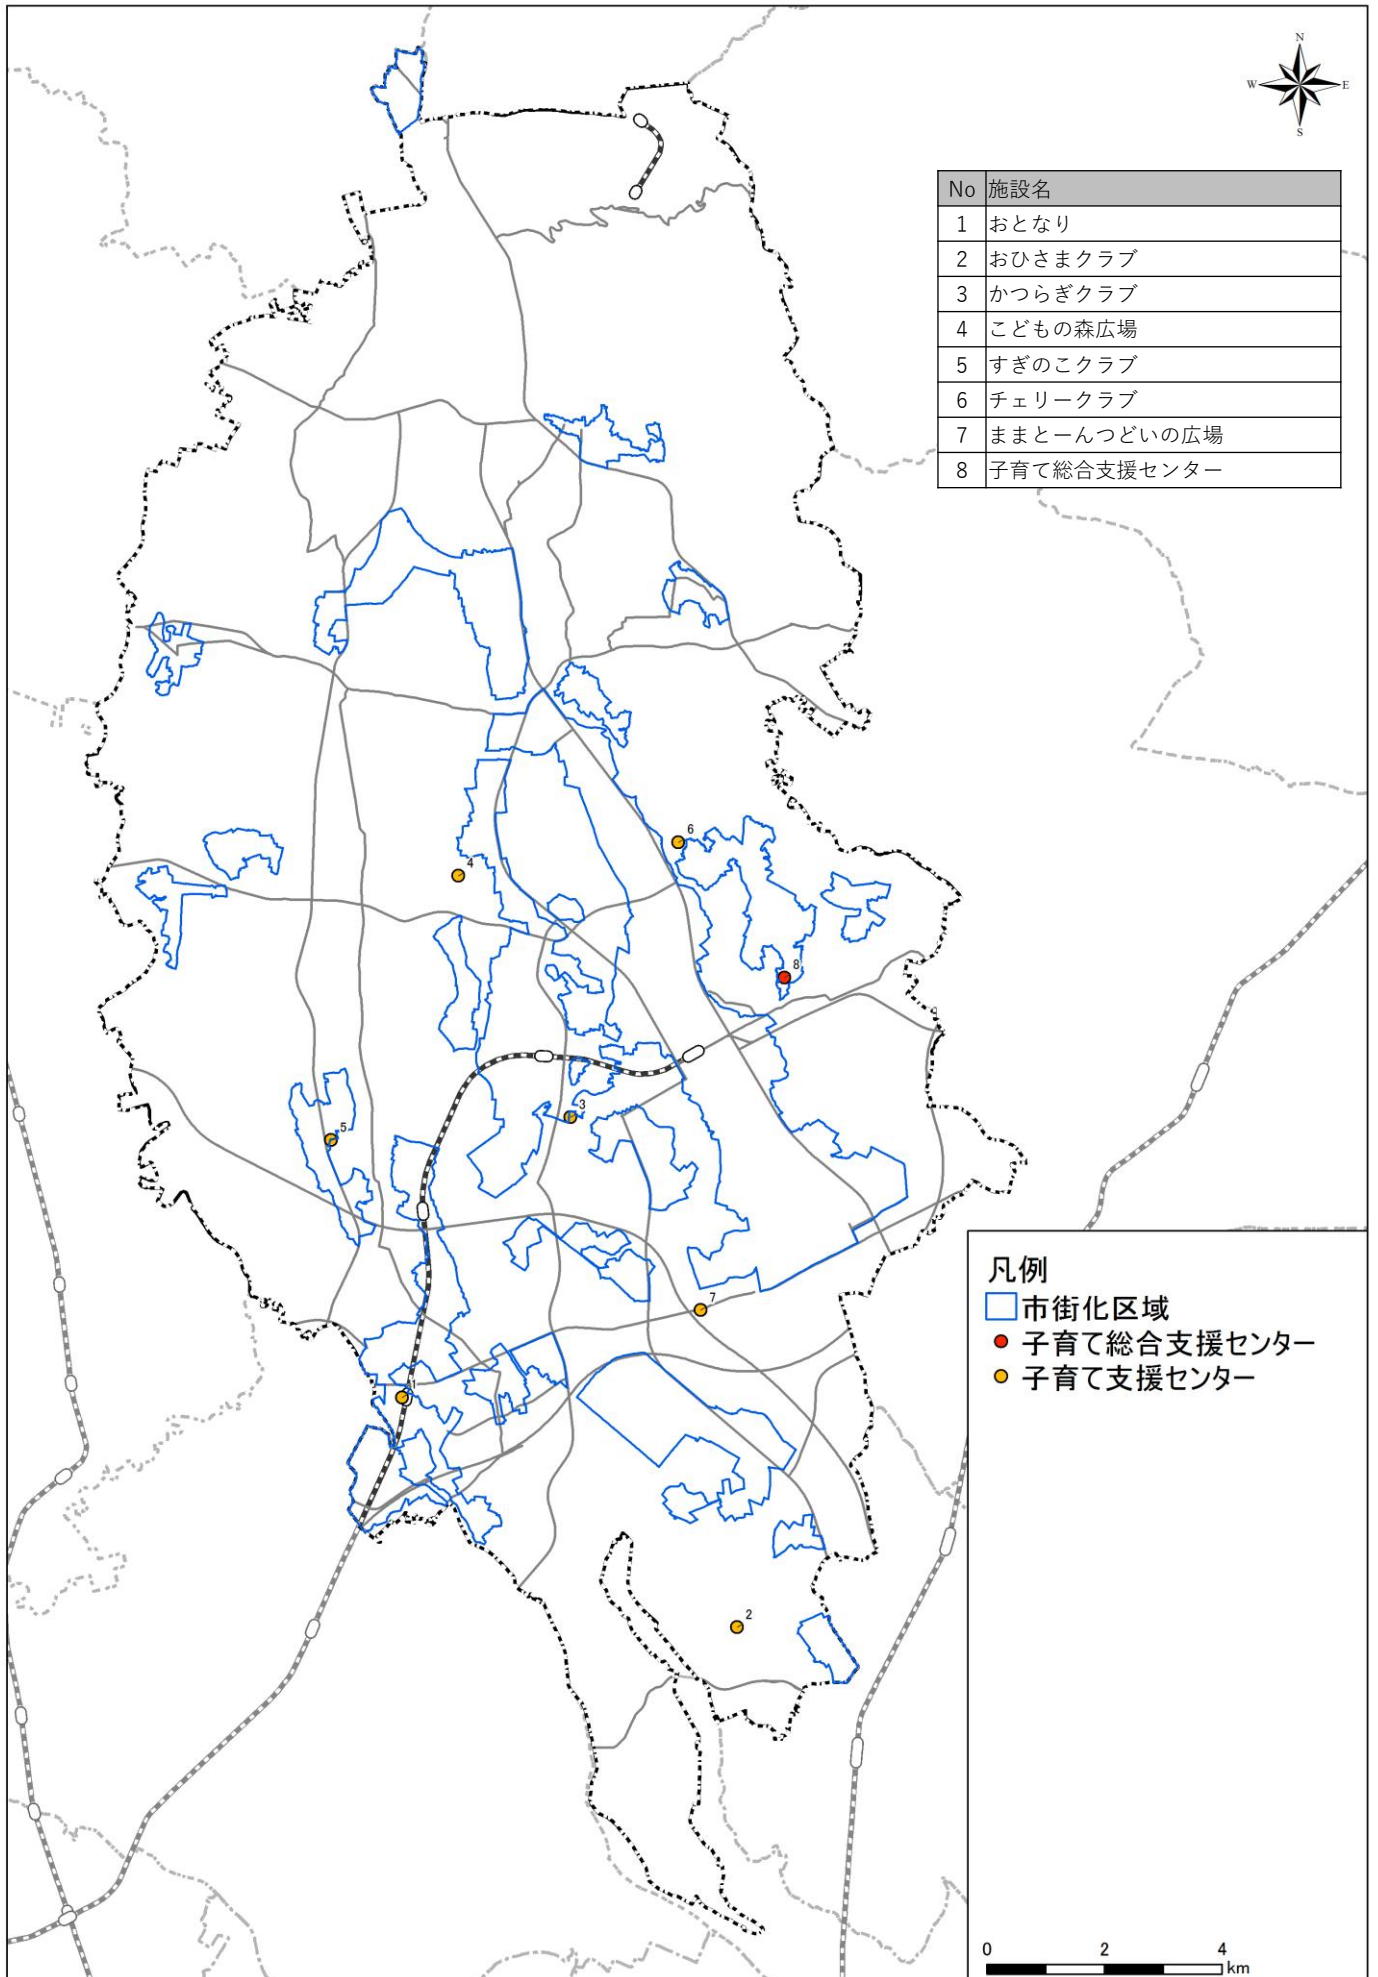 N
W E
S
No 施設名
1 おとなり
2 おひさまクラブ
3 かつらぎクラブ
4 こどもの森広場
5 すぎのこクラブ
6 チェリークラブ
7 ままとーんつどいの広場
8 子育て総合支援センター
6
4
8
3
5
7
1
2
凡例
市街化区域
子育て総合支援センター
子育て支援センター
0 2 4
km